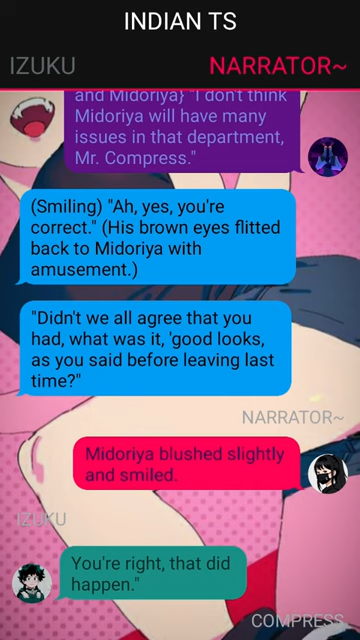 INDIAN TS
IZUKU
NARRATOR~
and Midoriya} "I don't think
Midoriya will have many
issues in that department,
Mr. Compress."
(Smiling) "Ah, yes, you're
correct." (His brown eyes flitted
back to Midoriya with
amusement.)
"Didn't we all agree that you
had, what was it, 'good looks,
as you said before leaving last
time?"
NARRATOR~
Midoriya blushed slightly
and smiled.
IZUKU
You're right, that did
happen."
COMPRESS